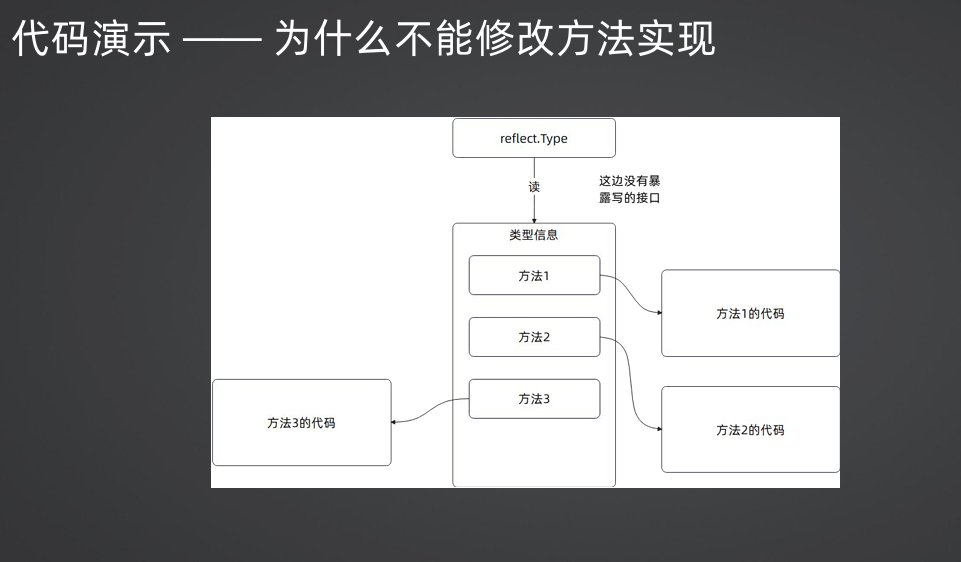 代码演示 —— 为什么不能修改方法实现
reflect.Type
读
这边没有暴
露写的接口
类型信息
方法1
方法1的代码
方法2
方法3
方法3的代码
方法2的代码